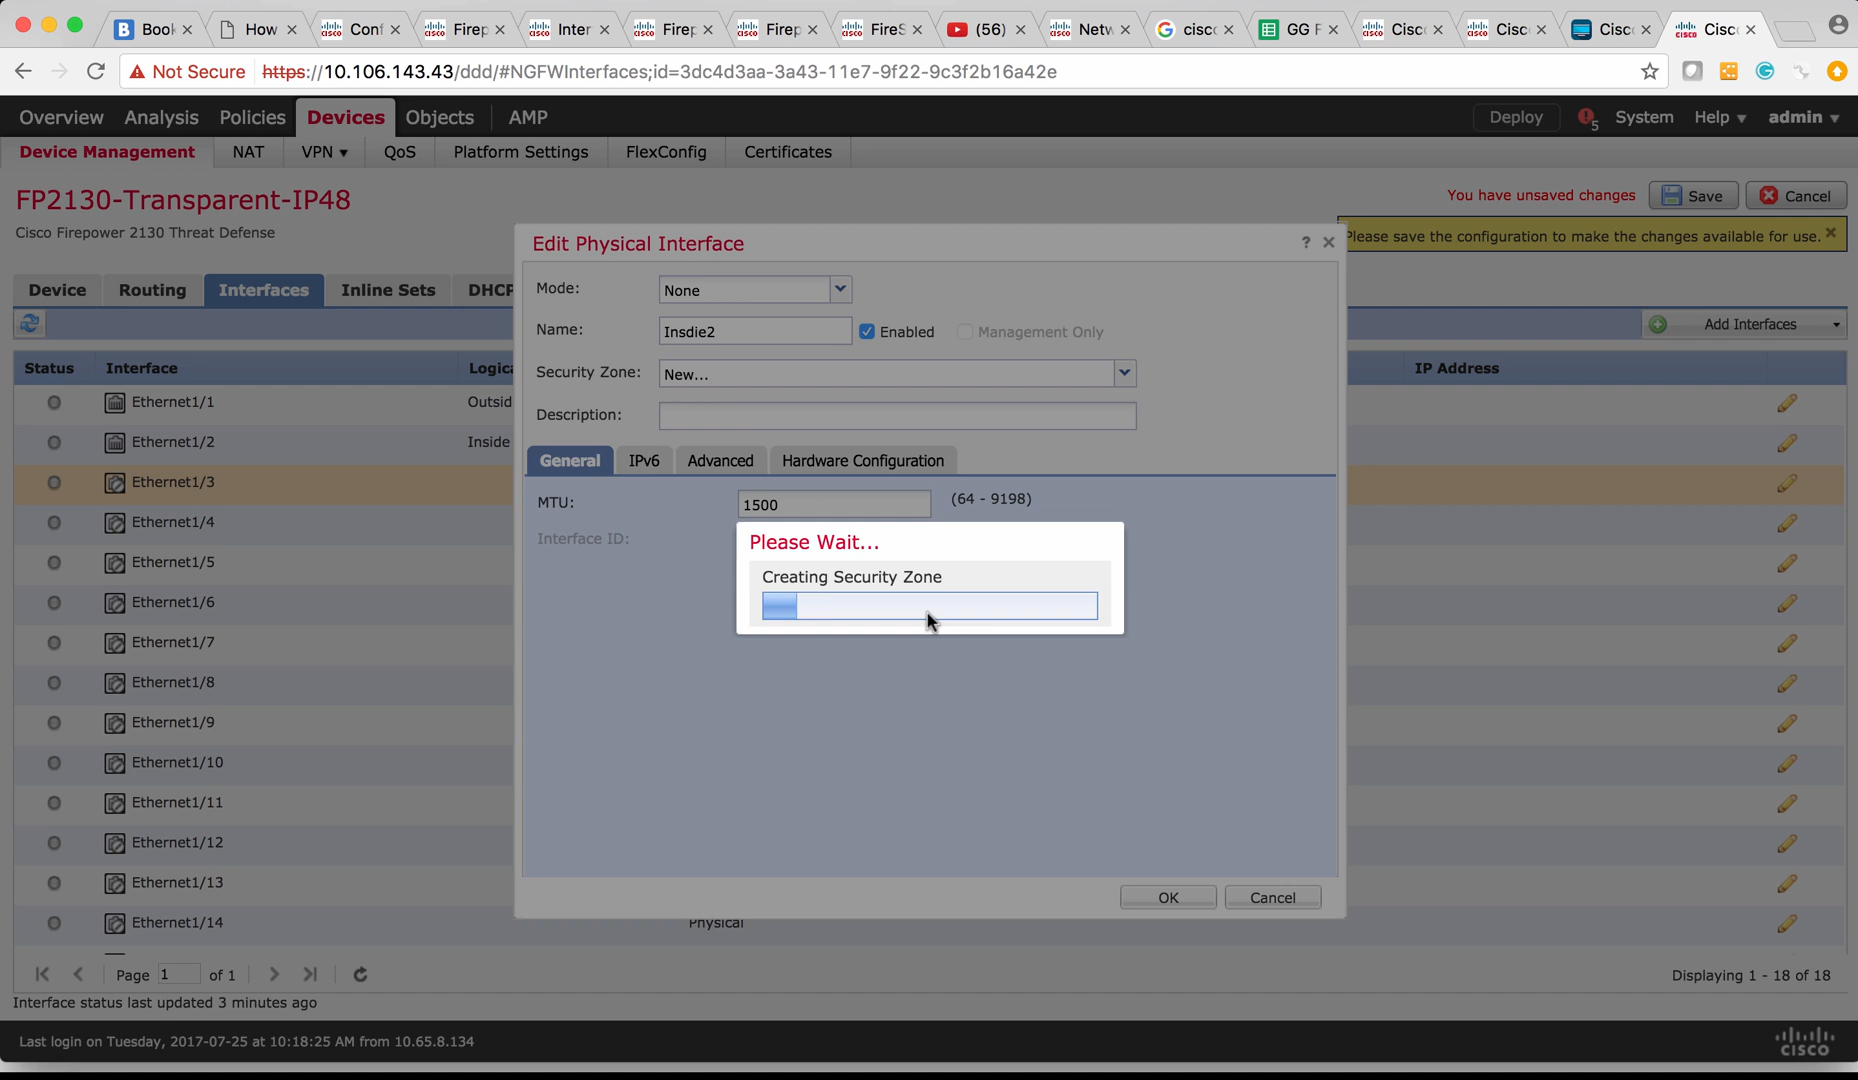 Book
How
Conf
Firep
Inter
Firep
Firep
FireS
(56)
Netw
cisco
GG F
Cisc
Cisc
Cisc
Cisc
Not Secure https://10.106.143.43/ddd/#NGFWInterfaces;id=3dc4d3aa-3a43-11e7-9f22-9c3f2b16a42e
Overview Analysis Policies Devices Objects AMP Deploy 5 System Help admin
Device Management NAT VPN QoS Platform Settings FlexConfig Certificates
FP2130-Transparent-IP48
You have unsaved changes Save Cancel
Cisco Firepower 2130 Threat Defense
Please save the configuration to make the changes available for use.
Device Routing Interfaces Inline Sets DHCP
Add Interfaces
Status Interface Logica IP Address
Ethernet1/1 Outsid
Ethernet1/2 Inside
Ethernet1/3
Ethernet1/4
Ethernet1/5
Ethernet1/6
Ethernet1/7
Ethernet1/8
Ethernet1/9
Ethernet1/10
Ethernet1/11
Ethernet1/12
Ethernet1/13
Ethernet1/14 Physical
Edit Physical Interface ?
Mode: None
Name: Insdie2 Enabled Management Only
Security Zone: New...
Description:
General IPv6 Advanced Hardware Configuration
MTU: 1500 (64 - 9198)
Interface ID:
Please Wait...
Creating Security Zone
OK Cancel
Page 1 of 1 Displaying 1 - 18 of 18
Interface status last updated 3 minutes ago
Last login on Tuesday, 2017-07-25 at 10:18:25 AM from 10.65.8.134
CISCO